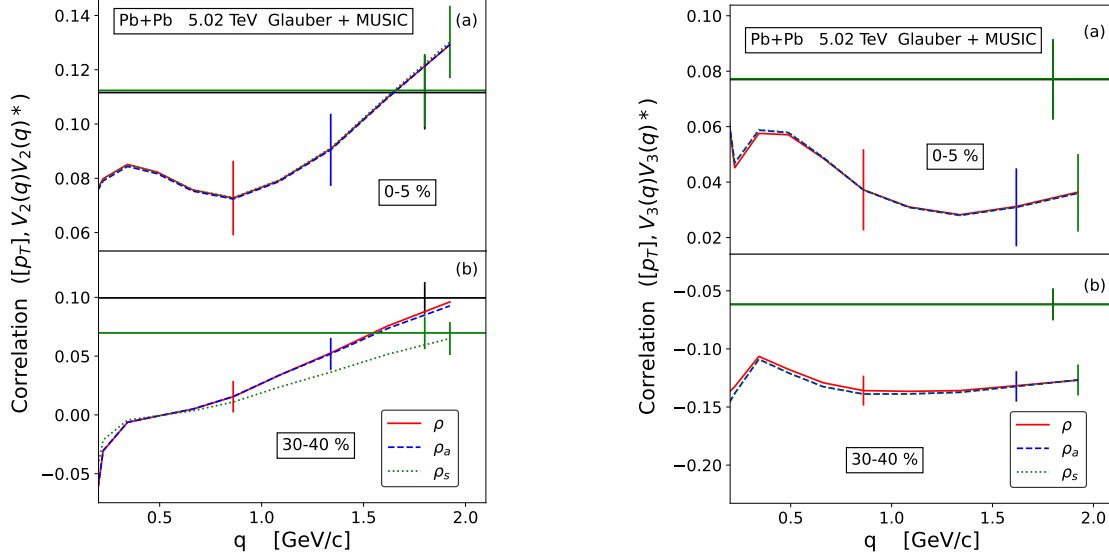 Correlation ([p_T], V_2(q)V_2(q)*)
0.14
0.12
0.10
0.08
0.06
Pb+Pb 5.02 TeV Glauber + MUSIC
(a)
0-5 %
0.10
0.05
0.00
−0.05
(b)
30-40 %
ρ
ρ_a
ρ_s
0.5 1.0 1.5 2.0
q [GeV/c]
Correlation ([p_T], V_3(q)V_3(q)*)
0.10
0.08
0.06
0.04
0.02
(a)
Pb+Pb 5.02 TeV Glauber + MUSIC
0-5 %
−0.05
−0.10
−0.15
−0.20
(b)
30-40 %
ρ
ρ_a
ρ_s
0.5 1.0 1.5 2.0
q [GeV/c]